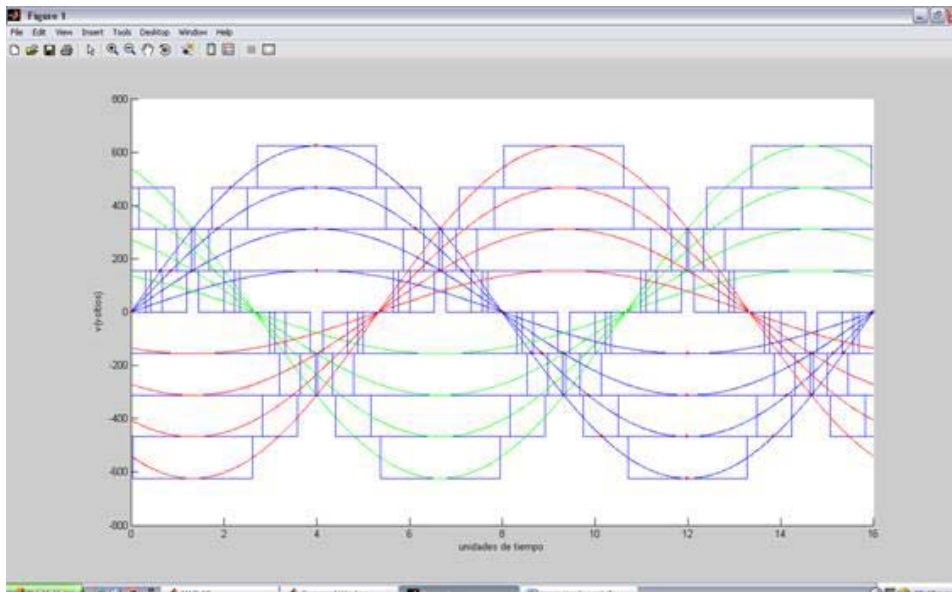 Figure 1
File Edit View Insert Tools Desktop Window Help
800
600
400
200
0
-200
-400
-600
-800
v(voltios)
0 2 4 6 8 10 12 14 16
unidades de tiempo